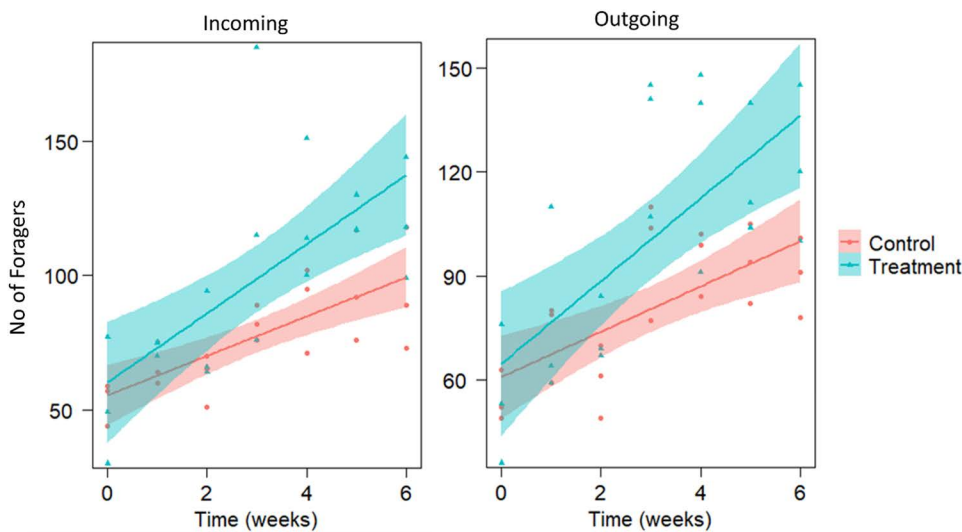 Incoming
Outgoing
No of Foragers
150
100
50
0
2
4
6
Time (weeks)
150
120
90
60
0
2
4
6
Time (weeks)
Control
Treatment